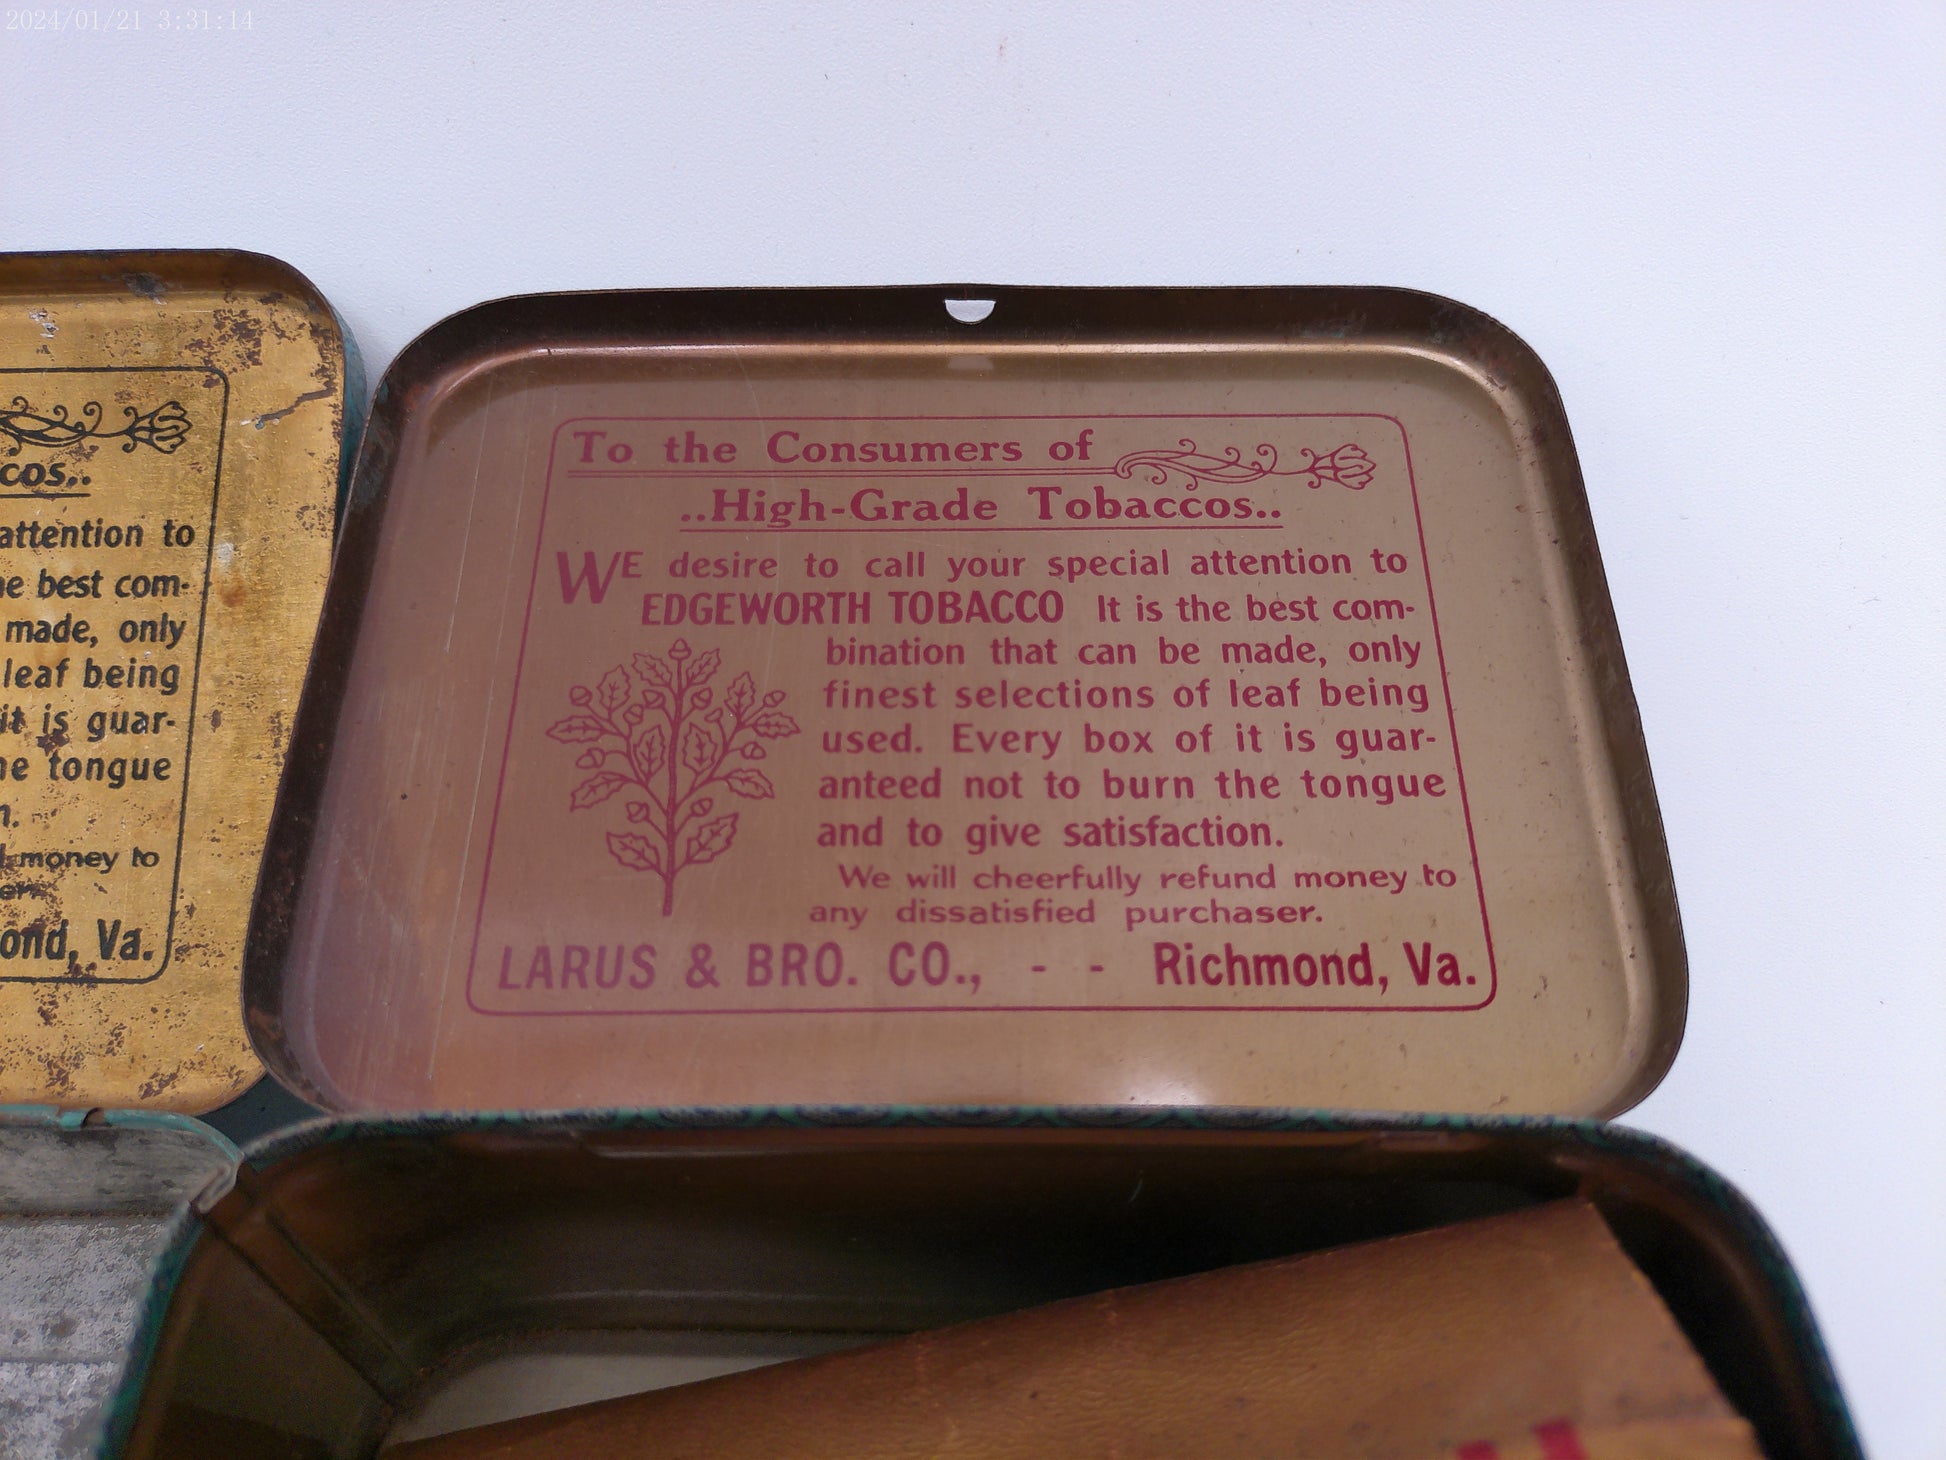 2024/01/21 3:31:14
To the Consumers of
..High-Grade Tobaccos..
WE desire to call your special attention to
EDGEWORTH TOBACCO It is the best com-
bination that can be made, only
finest selections of leaf being
used. Every box of it is guar-
anteed not to burn the tongue
and to give satisfaction.
We will cheerfully refund money to
any dissatisfied purchaser.
LARUS & BRO. CO., - - Richmond, Va.
cos..
attention to
he best com-
made, only
leaf being
it is guar-
he tongue
n.
money to
er.
ond, Va.